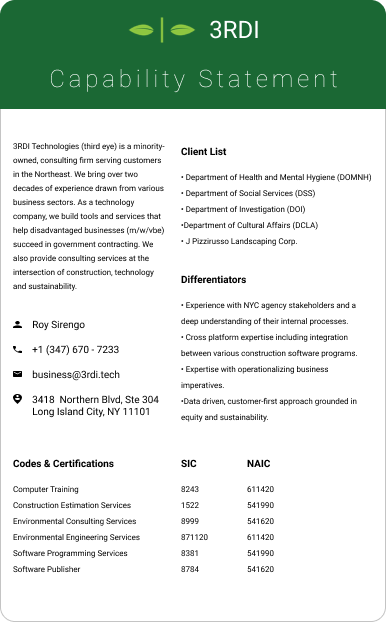 3RDI
Capability Statement
3RDI Technologies (third eye) is a minority-
owned, consulting firm serving customers
in the Northeast. We bring over two
decades of experience drawn from various
business sectors. As a technology
company, we build tools and services that
help disadvantaged businesses (m/w/vbe)
succeed in government contracting. We
also provide consulting services at the
intersection of construction, technology
and sustainability.
Roy Sirengo
+1 (347) 670 - 7233
business@3rdi.tech
3418 Northern Blvd, Ste 304
Long Island City, NY 11101
Client List
• Department of Health and Mental Hygiene (DOMNH)
• Department of Social Services (DSS)
• Department of Investigation (DOI)
•Department of Cultural Affairs (DCLA)
• J Pizzirusso Landscaping Corp.
Differentiators
• Experience with NYC agency stakeholders and a
deep understanding of their internal processes.
• Cross platform expertise including integration
between various construction software programs.
• Expertise with operationalizing business
imperatives.
•Data driven, customer-first approach grounded in
equity and sustainability.
Codes & Certifications SIC NAIC
Computer Training 8243 611420
Construction Estimation Services 1522 541990
Environmental Consulting Services 8999 541620
Environmental Engineering Services 871120 611420
Software Programming Services 8381 541990
Software Publisher 8784 541620